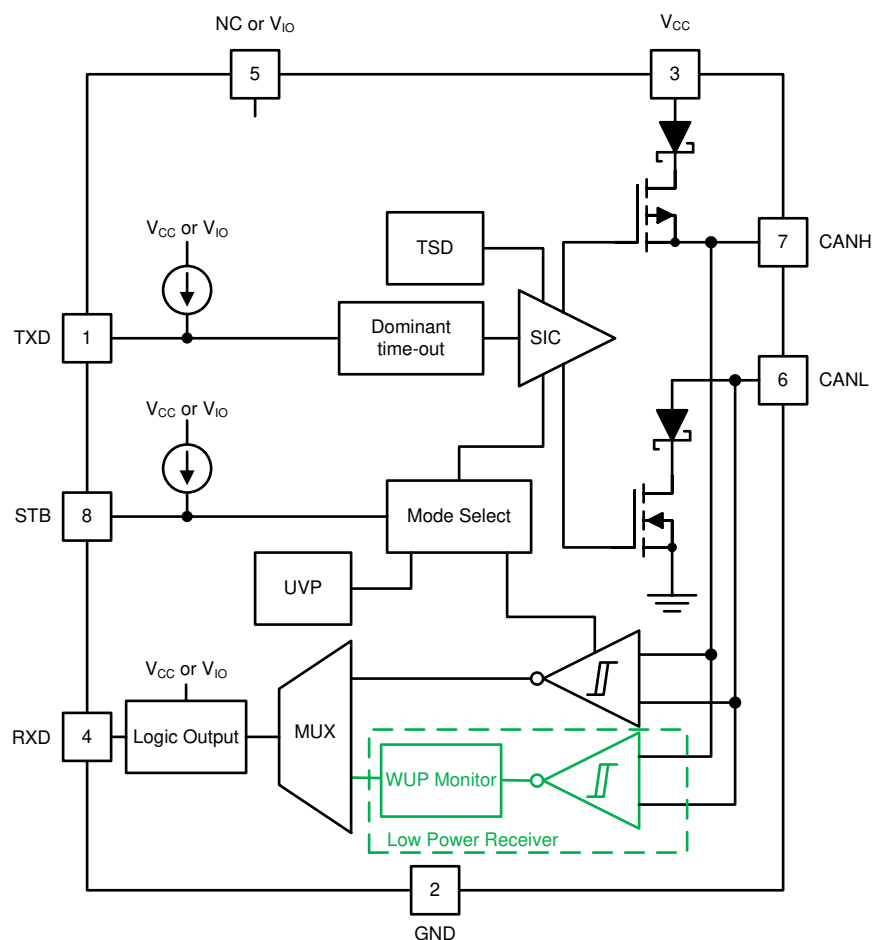 NC or V_IO
V_CC
5
3
V_CC or V_IO
TSD
7
CANH
TXD
1
Dominant
time-out
SIC
6
CANL
V_CC or V_IO
STB
8
Mode Select
UVP
V_CC or V_IO
RXD
4
Logic Output
MUX
WUP Monitor
Low Power Receiver
2
GND